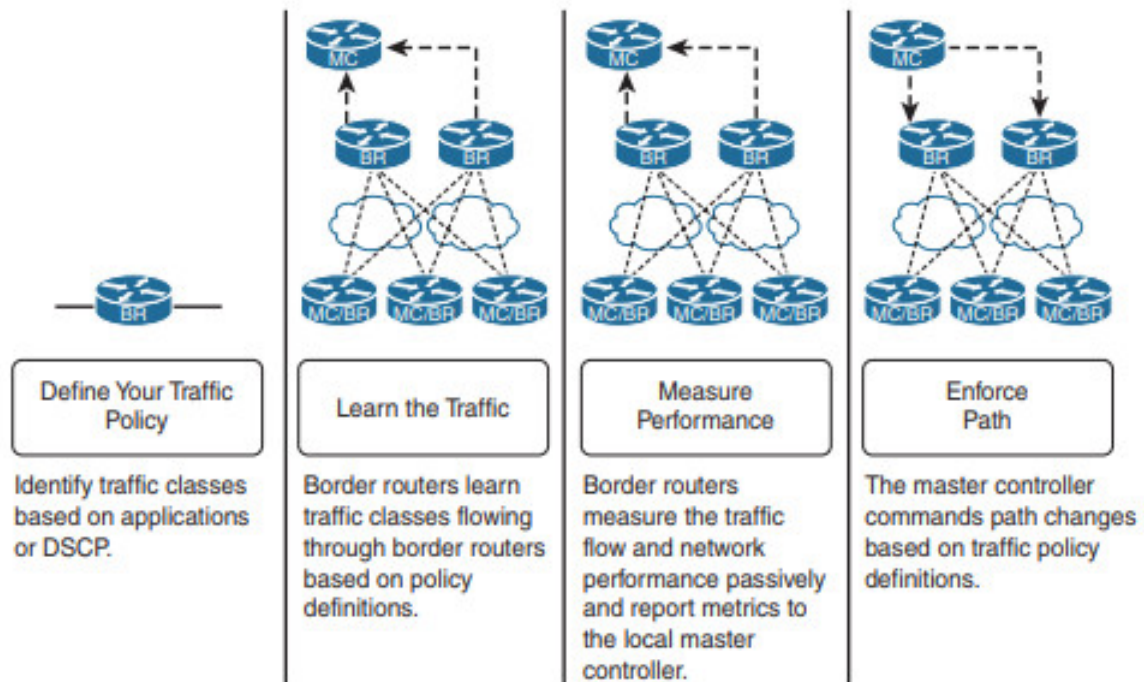 MC
BR
BR
MC/BR
MC/BR
MC/BR
MC
BR
BR
MC/BR
MC/BR
MC/BR
MC
BR
BR
MC/BR
MC/BR
MC/BR
BR
Define Your Traffic
Policy
Identify traffic classes
based on applications
or DSCP.
Learn the Traffic
Border routers learn
traffic classes flowing
through border routers
based on policy
definitions.
Measure
Performance
Border routers
measure the traffic
flow and network
performance passively
and report metrics to
the local master
controller.
Enforce
Path
The master controller
commands path changes
based on traffic policy
definitions.